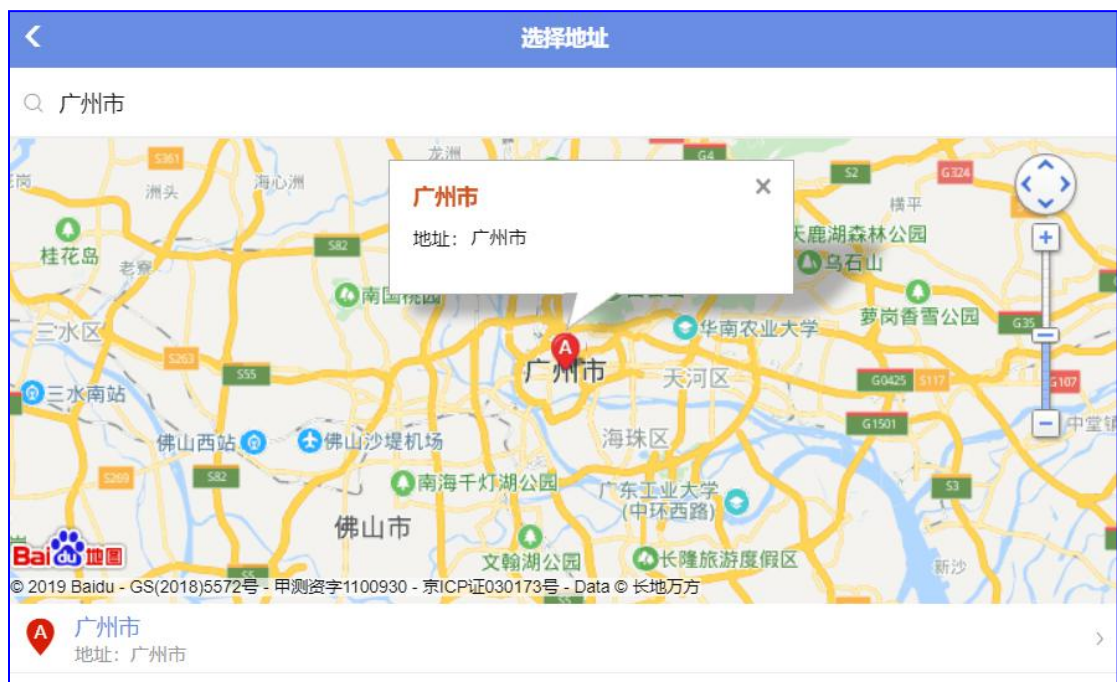 选择地址
广州市
S361
龙洲
G4
S2
G324
洲头
海心洲
广州市
地址：广州市
横平
桂花岛
老寮
S82
天鹿湖森林公园
乌石山
三水区
华南农业大学
萝岗香雪公园
G35
S263
S55
A
广州市
天河区
G0425
S117
G107
三水南站
G1501
中堂镇
佛山西站
佛山沙堤机场
海珠区
S269
S82
南海千灯湖公园
广东工业大学
(中环西路)
S3
佛山市
文翰湖公园
长隆旅游度假区
新沙
Bai du 地图
S55
© 2019 Baidu - GS(2018)5572号 - 甲测资字1100930 - 京ICP证030173号 - Data © 长地万方
A
广州市
地址：广州市